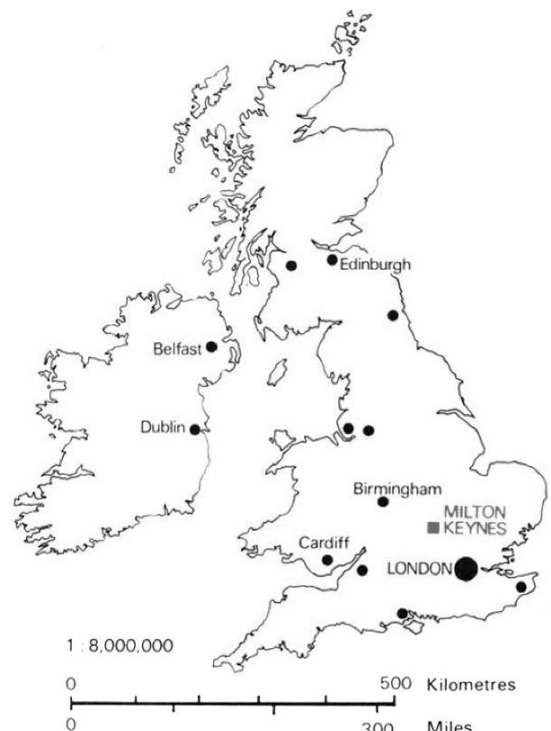 Edinburgh
Belfast
Dublin
Birmingham
MILTON
KEYNES
Cardiff
LONDON
1 : 8,000,000
0 500 Kilometres
0 300 Miles